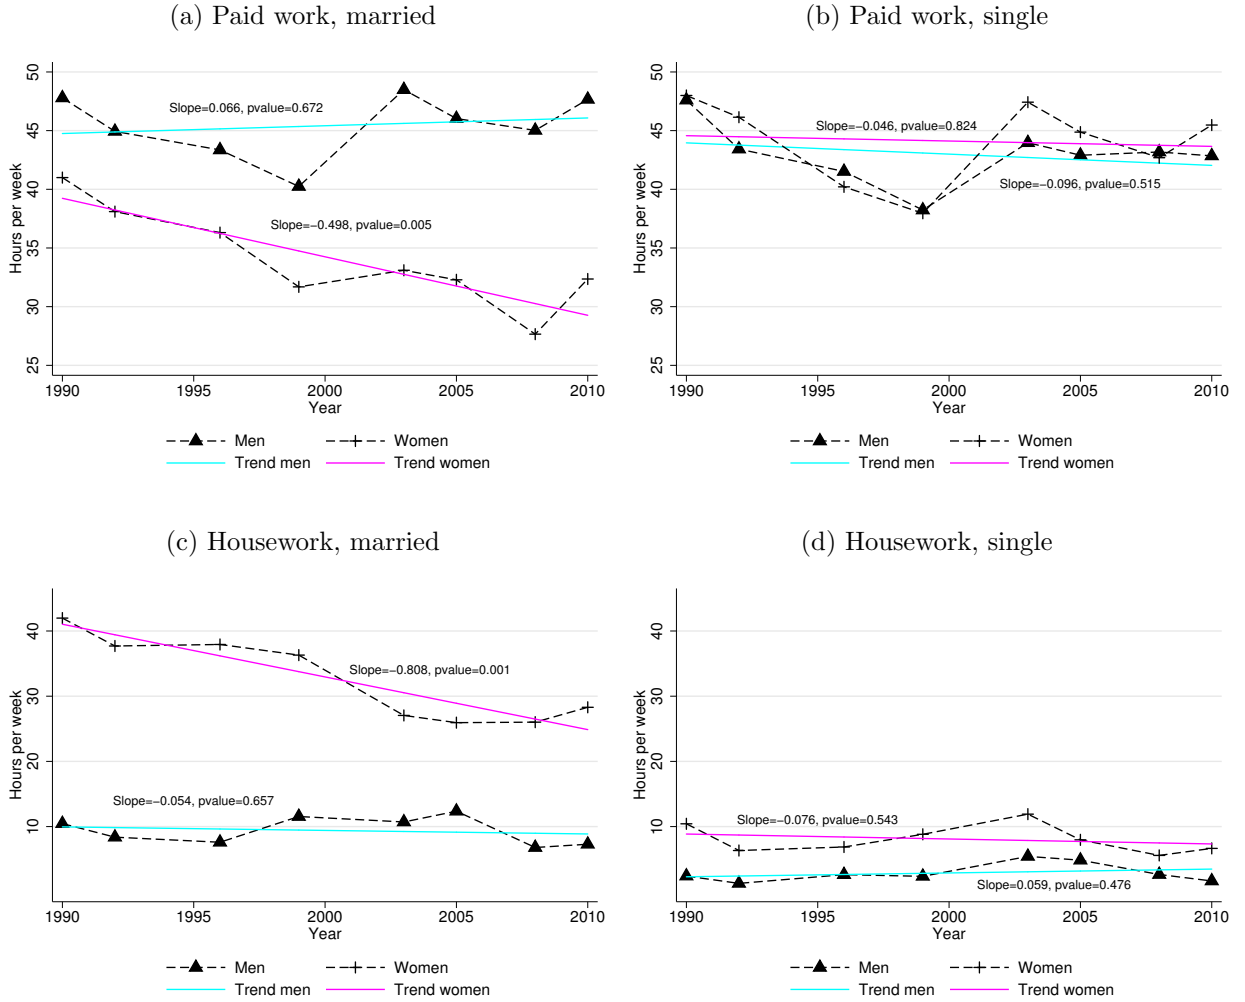 (a) Paid work, married
Hours per week
50
45
40
35
30
25
Slope=0.066, pvalue=0.672
Slope=−0.498, pvalue=0.005
1990 1995 2000 2005 2010
Year
Men Women
Trend men Trend women
(b) Paid work, single
Hours per week
50
45
40
35
30
25
Slope=−0.046, pvalue=0.824
Slope=−0.096, pvalue=0.515
1990 1995 2000 2005 2010
Year
Men Women
Trend men Trend women
(c) Housework, married
Hours per week
40
30
20
10
Slope=−0.808, pvalue=0.001
Slope=−0.054, pvalue=0.657
1990 1995 2000 2005 2010
Year
Men Women
Trend men Trend women
(d) Housework, single
Hours per week
40
30
20
10
Slope=−0.076, pvalue=0.543
Slope=0.059, pvalue=0.476
1990 1995 2000 2005 2010
Year
Men Women
Trend men Trend women